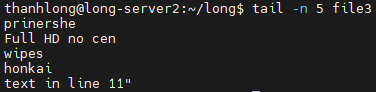 thanhlong@long-server2:~/long$ tail -n 5 file3
prinershe
Full HD no cen
wipes
honkai
text in line 11"